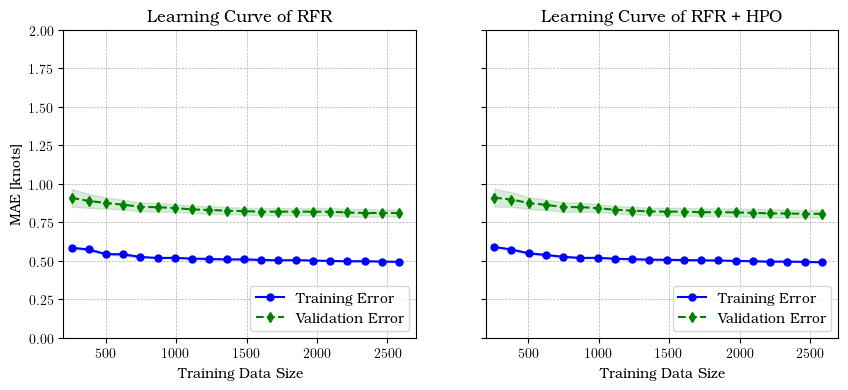 Learning Curve of RFR
MAE [knots]
2.00
1.75
1.50
1.25
1.00
0.75
0.50
0.25
0.00
Training Error
Validation Error
500
1000
1500
2000
2500
Training Data Size
Learning Curve of RFR + HPO
Training Error
Validation Error
500
1000
1500
2000
2500
Training Data Size